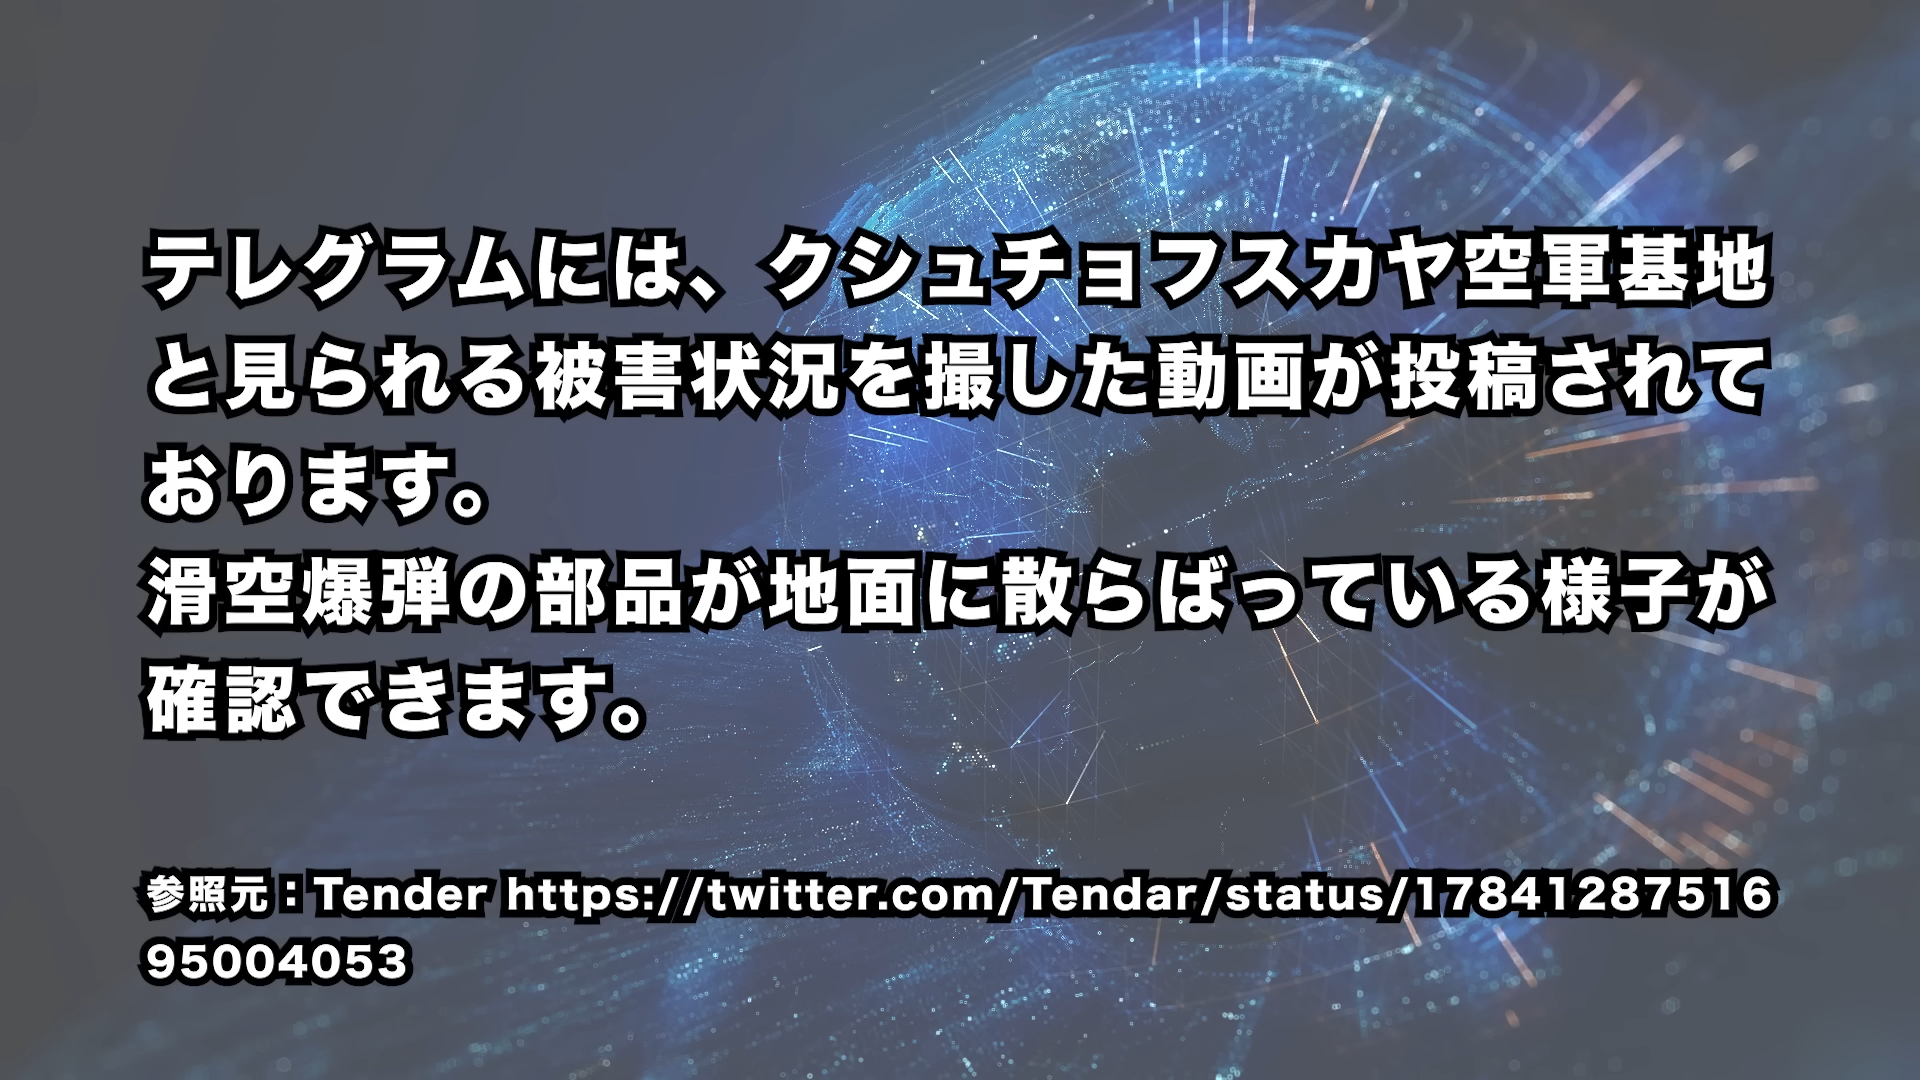 テレグラムには、クシュチョフスカヤ空軍基地
と見られる被害状況を撮した動画が投稿されて
おります。
滑空爆弾の部品が地面に散らばっている様子が
確認できます。
参照元：Tender https://twitter.com/Tendar/status/17841287516
95004053